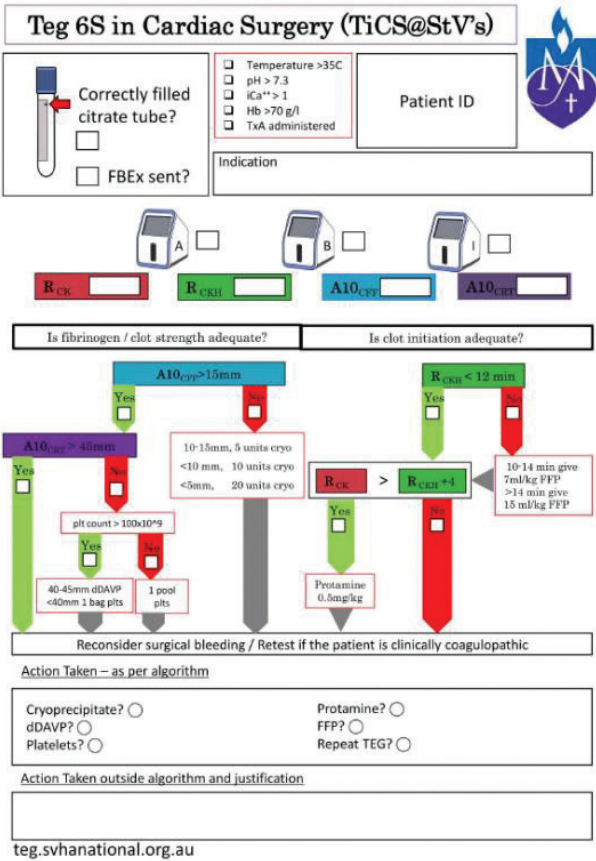 Teg 6S in Cardiac Surgery (TiCS@StV's)
Correctly filled
citrate tube?
FBEx sent?
Temperature >35C
pH > 7.3
iCa⁺⁺ > 1
Hb >70 g/l
TxA administered
Patient ID
Indication
A
B
I
R CK
R CKH
A10CFF
A10CRT
Is fibrinogen / clot strength adequate?
Is clot initiation adequate?
A10CFF>15mm
Yes
No
A10CRT > 45mm
Yes
No
10-15mm, 5 units cryo
<10 mm, 10 units cryo
<5mm, 20 units cryo
plt count > 100x10^9
Yes
No
40-45mm dDAVP
<40mm 1 bag plts
1 pool
plts
R CKH < 12 min
Yes
No
10-14 min give
7ml/kg FFP
>14 min give
15 ml/kg FFP
R CK > R CKH +4
Yes
No
Protamine
0.5mg/kg
Reconsider surgical bleeding / Retest if the patient is clinically coagulopathic
Action Taken – as per algorithm
Cryoprecipitate?
dDAVP?
Platelets?
Protamine?
FFP?
Repeat TEG?
Action Taken outside algorithm and justification
teg.svhanational.org.au